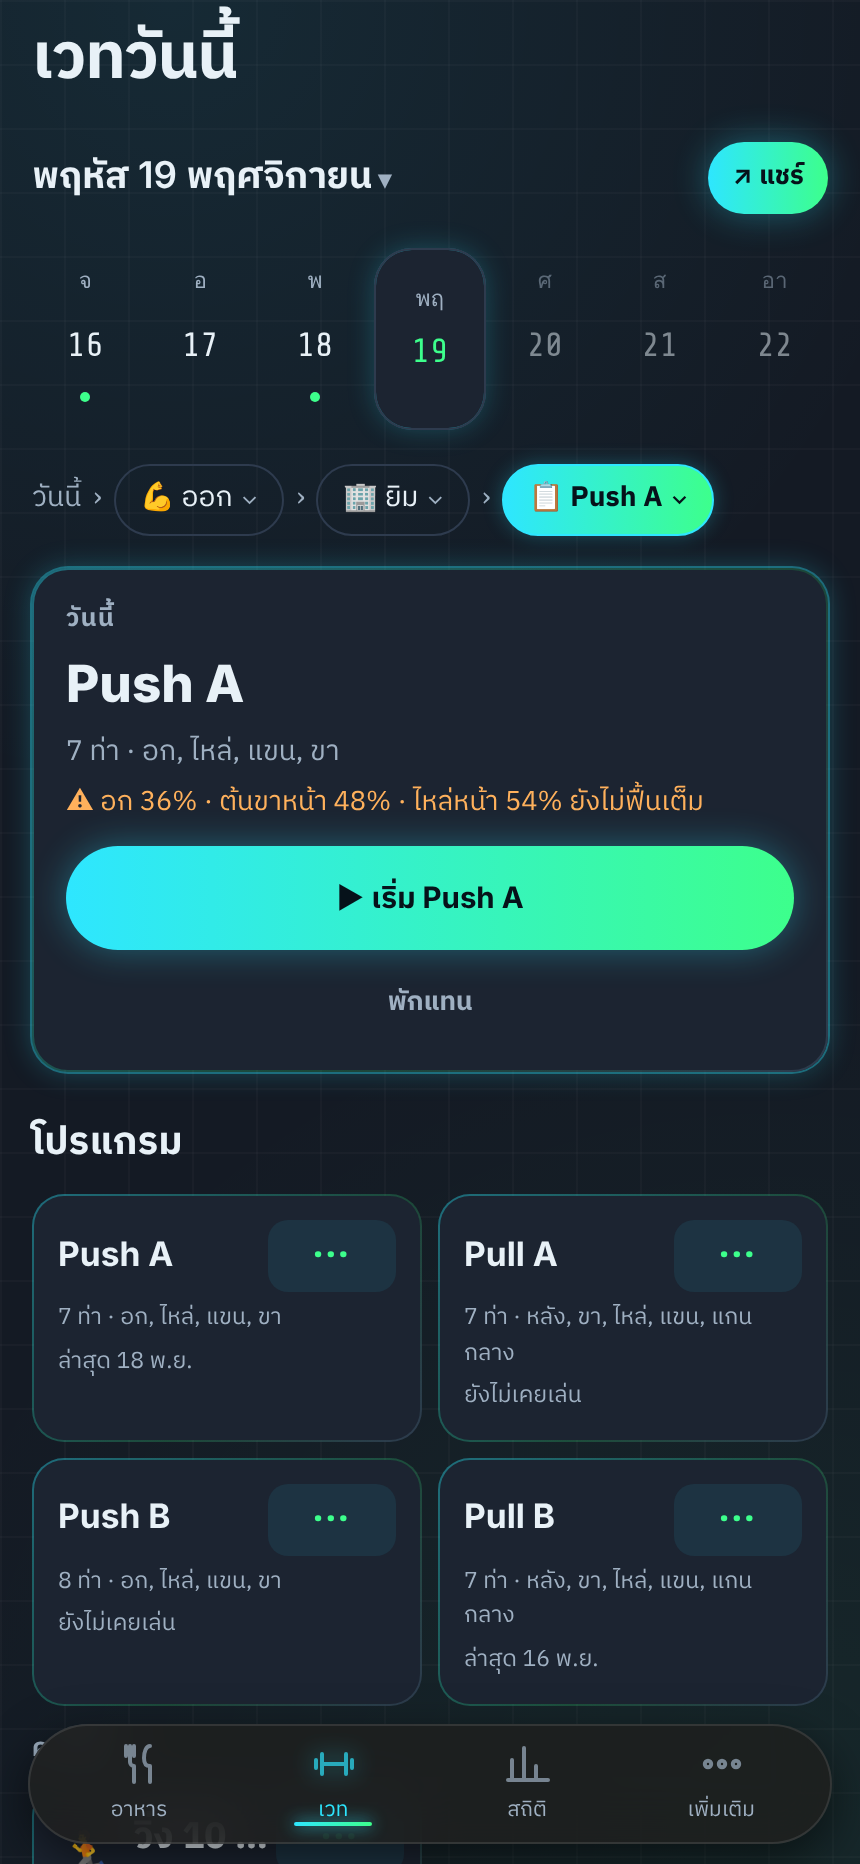 เวทวันนี้
พฤหัส 19 พฤศจิกายน ▾
↗ แชร์
จ อ พ พฤ ศ ส อา
16 17 18 19 20 21 22
วันนี้ › 💪 ออก › 🏢 ยิม › 📋 Push A
วันนี้
Push A
7 ท่า · อก, ไหล่, แขน, ขา
⚠ อก 36% · ต้นขาหน้า 48% · ไหล่หน้า 54% ยังไม่ฟื้นเต็ม
▶ เริ่ม Push A
พักแทน
โปรแกรม
Push A
7 ท่า · อก, ไหล่, แขน, ขา
ล่าสุด 18 พ.ย.
Pull A
7 ท่า · หลัง, ขา, ไหล่, แขน, แกน
กลาง
ยังไม่เคยเล่น
Push B
8 ท่า · อก, ไหล่, แขน, ขา
ยังไม่เคยเล่น
Pull B
7 ท่า · หลัง, ขา, ไหล่, แขน, แกน
กลาง
ล่าสุด 16 พ.ย.
วิ่ง 10 ...
อาหาร เวท สถิติ เพิ่มเติม